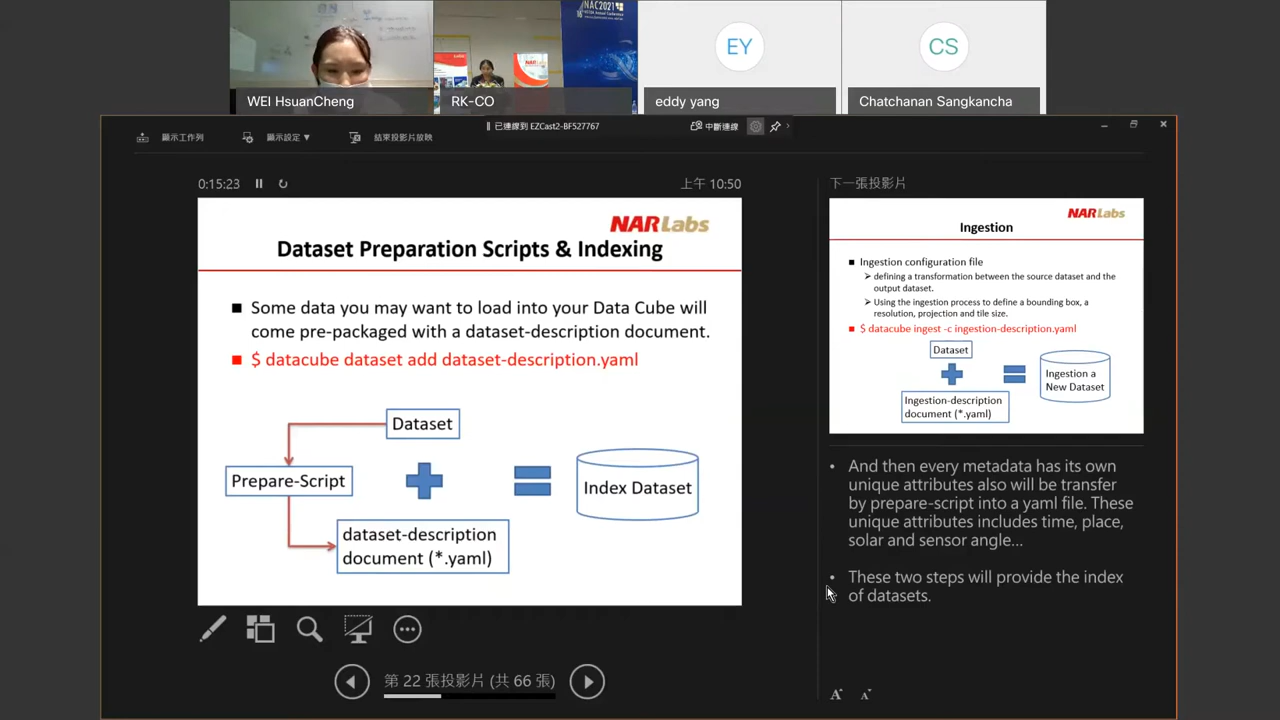 NAC2021
WEI HsuanCheng
RK-CO
EY
eddy yang
CS
Chatchanan Sangkancha
顯示工作列
顯示設定 ▼
結束投影片放映
已連線到 EZCast2-BF527767
中斷連線
0:15:23
上午 10:50
NARLabs
Dataset Preparation Scripts & Indexing
■ Some data you may want to load into your Data Cube will
come pre-packaged with a dataset-description document.
■ $ datacube dataset add dataset-description.yaml
Dataset
Prepare-Script
Index Dataset
dataset-description
document (*.yaml)
第 22 張投影片 (共 66 張)
下一張投影片
NARLabs
Ingestion
■ Ingestion configuration file
➢ defining a transformation between the source dataset and the
output dataset.
➢ Using the ingestion process to define a bounding box, a
resolution, projection and tile size.
■ $ datacube ingest -c ingestion-description.yaml
Dataset
Ingestion a
New Dataset
Ingestion-description
document (*.yaml)
• And then every metadata has its own
unique attributes also will be transfer
by prepare-script into a yaml file. These
unique attributes includes time, place,
solar and sensor angle...
• These two steps will provide the index
of datasets.
A A